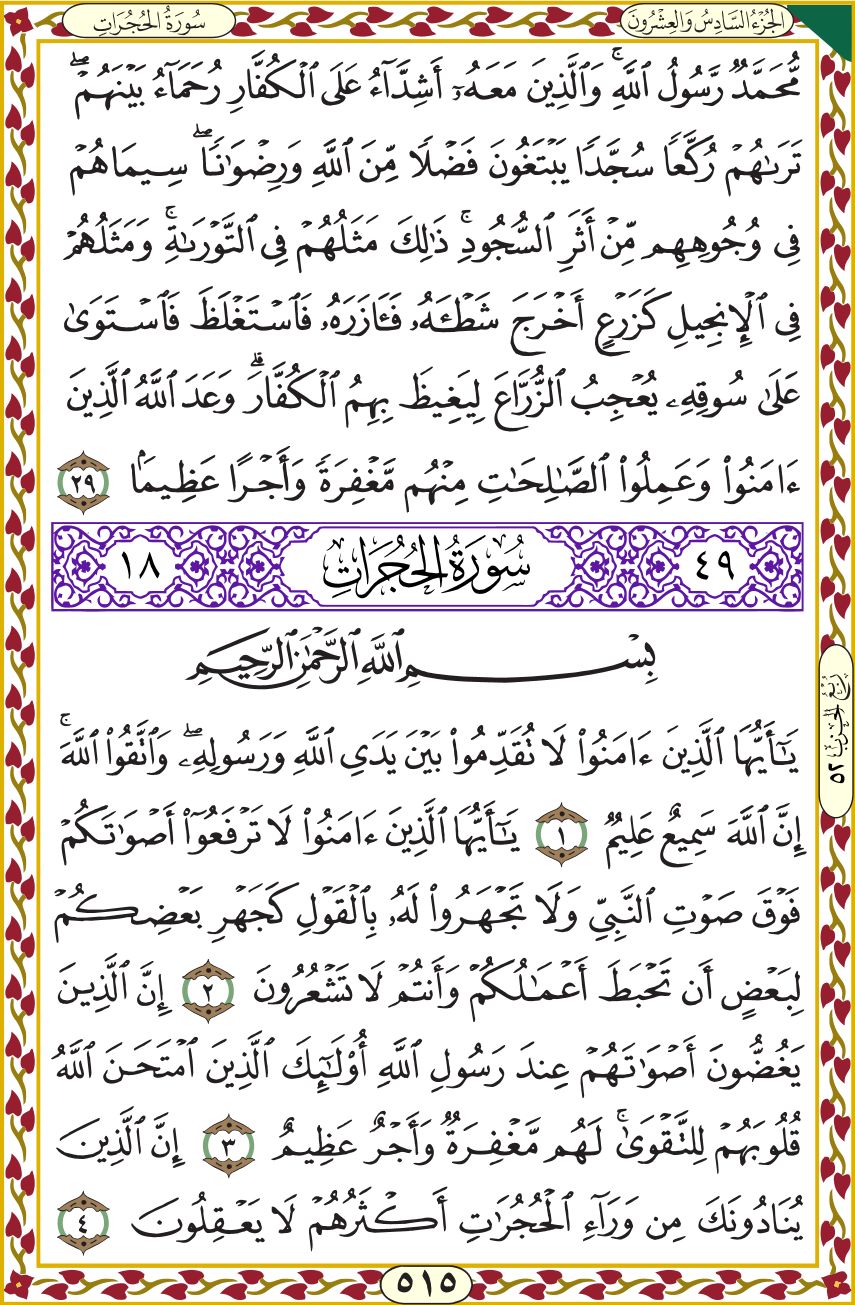 الجُزْءُ السَّادِسُ وَالعِشْرُونَ
سُورَةُ الحُجُرَاتِ
مُّحَمَّدٌ رَّسُولُ ٱللَّهِۚ وَٱلَّذِينَ مَعَهُۥٓ أَشِدَّآءُ عَلَى ٱلْكُفَّارِ رُحَمَآءُ بَيْنَهُمْۖ
تَرَىٰهُمْ رُكَّعًا سُجَّدًا يَبْتَغُونَ فَضْلًا مِّنَ ٱللَّهِ وَرِضْوَٰنًاۖ سِيمَاهُمْ
فِى وُجُوهِهِم مِّنْ أَثَرِ ٱلسُّجُودِۚ ذَٰلِكَ مَثَلُهُمْ فِى ٱلتَّوْرَىٰةِۚ وَمَثَلُهُمْ
فِى ٱلْإِنجِيلِ كَزَرْعٍ أَخْرَجَ شَطْـَٔهُۥ فَـَٔازَرَهُۥ فَٱسْتَغْلَظَ فَٱسْتَوَىٰ
عَلَىٰ سُوقِهِۦ يُعْجِبُ ٱلزُّرَّاعَ لِيَغِيظَ بِهِمُ ٱلْكُفَّارَۗ وَعَدَ ٱللَّهُ ٱلَّذِينَ
ءَامَنُوا۟ وَعَمِلُوا۟ ٱلصَّٰلِحَٰتِ مِنْهُم مَّغْفِرَةً وَأَجْرًا عَظِيمًۢا ٢٩
٤٩ سُورَةُ الحُجُرَاتِ ١٨
بِسْمِ ٱللَّهِ ٱلرَّحْمَٰنِ ٱلرَّحِيمِ
يَٰٓأَيُّهَا ٱلَّذِينَ ءَامَنُوا۟ لَا تُقَدِّمُوا۟ بَيْنَ يَدَىِ ٱللَّهِ وَرَسُولِهِۦۖ وَٱتَّقُوا۟ ٱللَّهَۚ
إِنَّ ٱللَّهَ سَمِيعٌ عَلِيمٌ ١ يَٰٓأَيُّهَا ٱلَّذِينَ ءَامَنُوا۟ لَا تَرْفَعُوٓا۟ أَصْوَٰتَكُمْ
فَوْقَ صَوْتِ ٱلنَّبِىِّ وَلَا تَجْهَرُوا۟ لَهُۥ بِٱلْقَوْلِ كَجَهْرِ بَعْضِكُمْ
لِبَعْضٍ أَن تَحْبَطَ أَعْمَٰلُكُمْ وَأَنتُمْ لَا تَشْعُرُونَ ٢ إِنَّ ٱلَّذِينَ
يَغُضُّونَ أَصْوَٰتَهُمْ عِندَ رَسُولِ ٱللَّهِ أُو۟لَٰٓئِكَ ٱلَّذِينَ ٱمْتَحَنَ ٱللَّهُ
قُلُوبَهُمْ لِلتَّقْوَىٰۚ لَهُم مَّغْفِرَةٌ وَأَجْرٌ عَظِيمٌ ٣ إِنَّ ٱلَّذِينَ
يُنَادُونَكَ مِن وَرَآءِ ٱلْحُجُرَٰتِ أَكْثَرُهُمْ لَا يَعْقِلُونَ ٤
رُبْعُ الحِزْبِ ٥٢
٥١٥